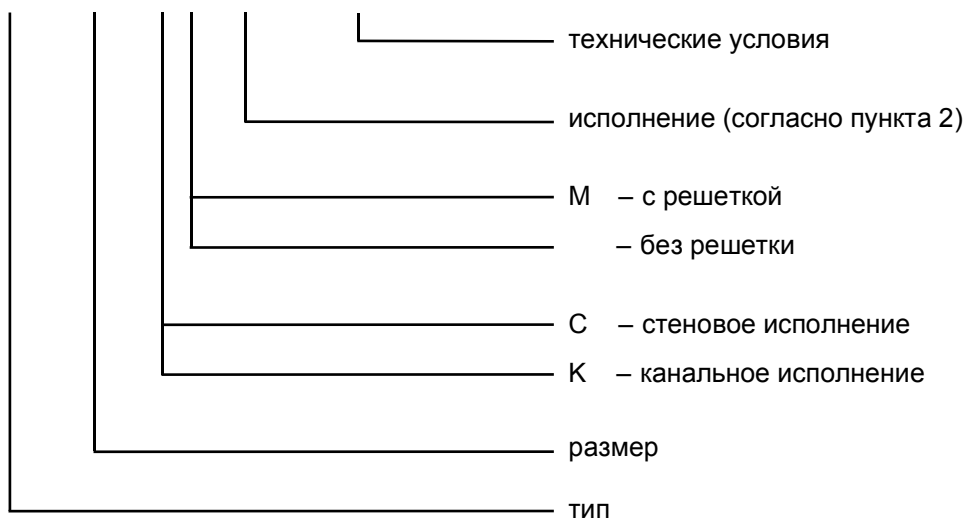 технические условия
исполнение (согласно пункта 2)
М – с решеткой
– без решетки
С – стеновое исполнение
К – канальное исполнение
размер
тип